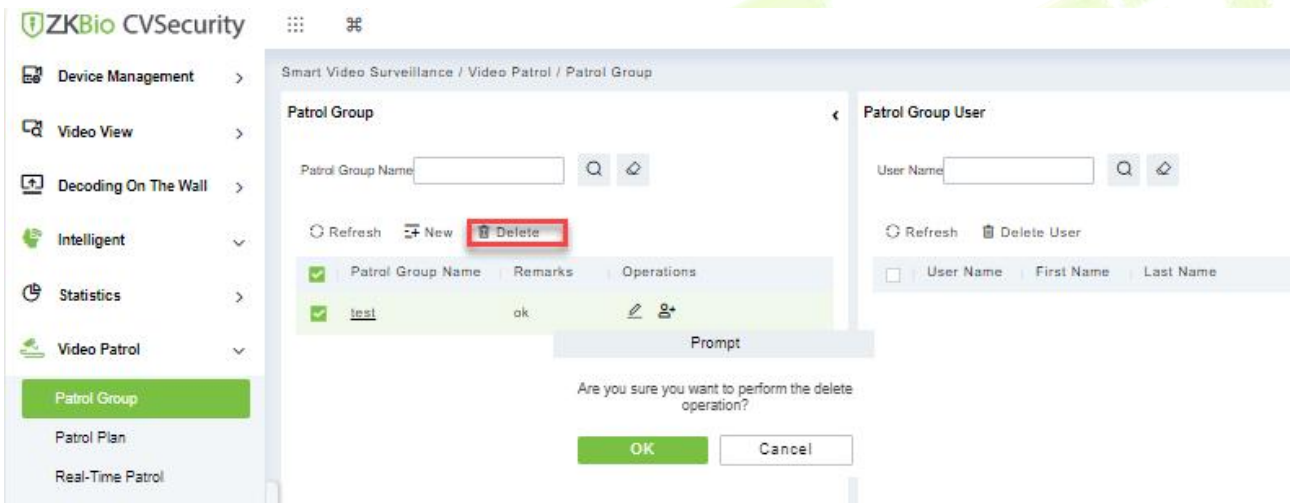 ZKBio CVSecurity
Device Management
Video View
Decoding On The Wall
Intelligent
Statistics
Video Patrol
Patrol Group
Patrol Plan
Real-Time Patrol
Smart Video Surveillance / Video Patrol / Patrol Group
Patrol Group
Patrol Group Name
Refresh New Delete
Patrol Group Name Remarks Operations
test ok
Patrol Group User
User Name
Refresh Delete User
User Name First Name Last Name
Prompt
Are you sure you want to perform the delete
operation?
OK Cancel